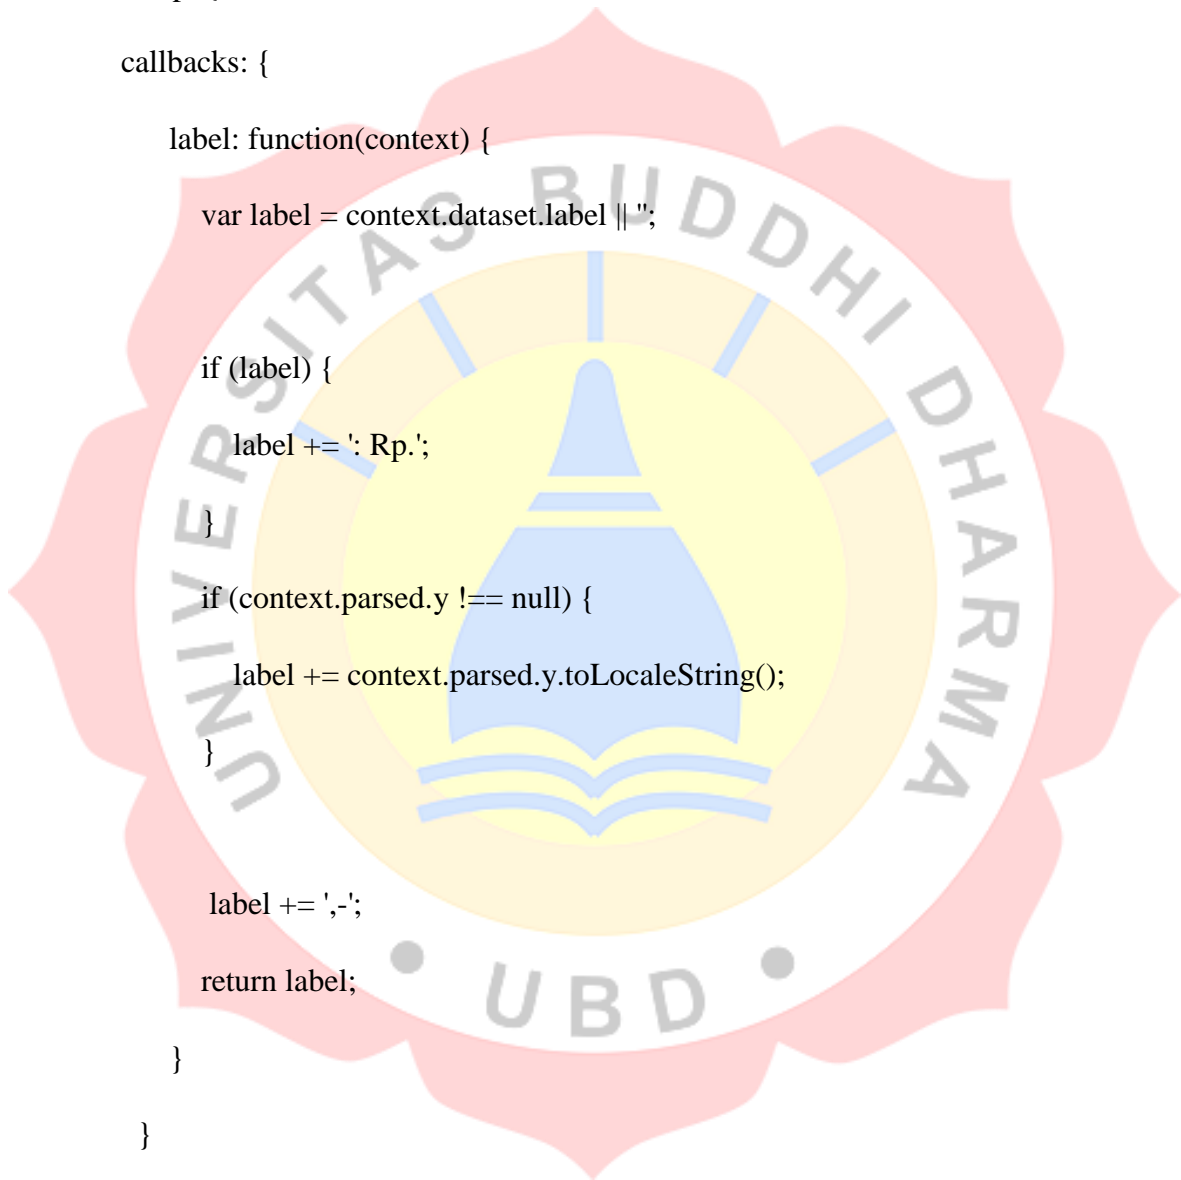 callbacks: {
label: function(context) {
var label = context.dataset.label || '';
if (label) {
label += ': Rp.';
}
if (context.parsed.y !== null) {
label += context.parsed.y.toLocaleString();
}
label += ',-';
return label;
}
}
UNIVERSITAS BUDDHI DHARMA
• UBD •